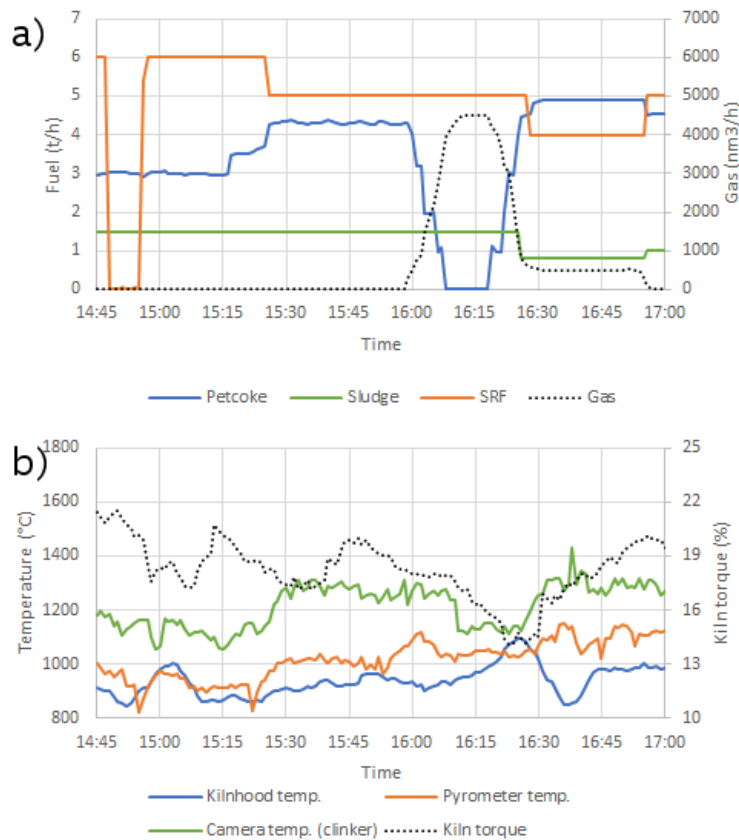 a)
7
6
5
4
3
2
1
0
Fuel (t/h)
7000
6000
5000
4000
3000
2000
1000
0
Gas (nm3/h)
14:45 15:00 15:15 15:30 15:45 16:00 16:15 16:30 16:45 17:00
Time
Petcoke Sludge SRF Gas
b)
1800
1600
1400
1200
1000
800
Temperature (°C)
25
22
19
16
13
10
Kiln torque (%)
14:45 15:00 15:15 15:30 15:45 16:00 16:15 16:30 16:45 17:00
Time
Kilnhood temp. Pyrometer temp.
Camera temp. (clinker) Kiln torque